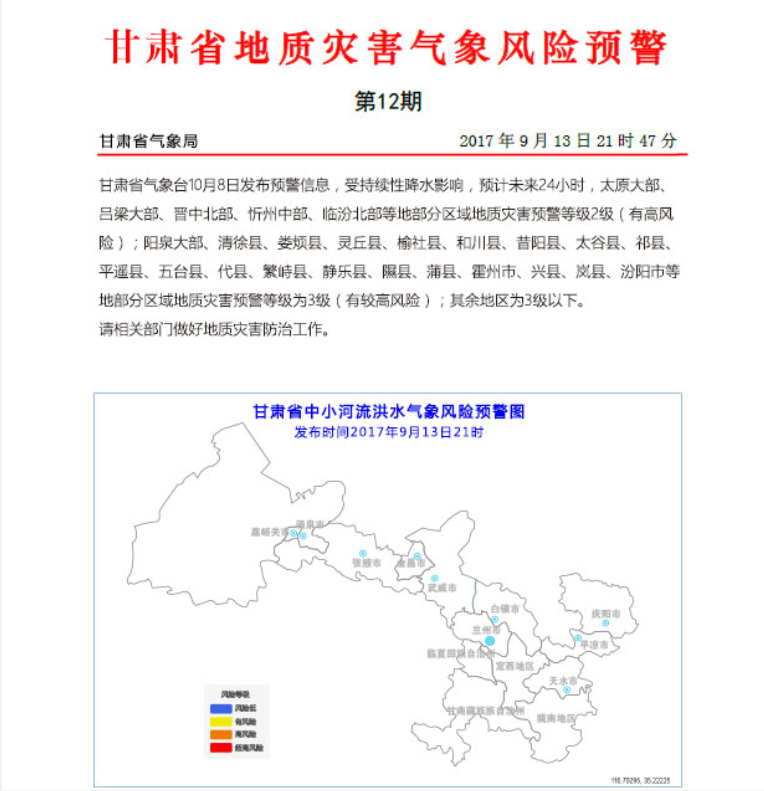 甘肃省地质灾害气象风险预警
第12期
甘肃省气象局 2017 年 9 月 13 日 21 时 47 分
甘肃省气象台10月8日发布预警信息，受持续性降水影响，预计未来24小时，太原大部、
吕梁大部、晋中北部、忻州中部、临汾北部等地部分区域地质灾害预警等级2级（有高风
险）；阳泉大部、清徐县、娄烦县、灵丘县、榆社县、和川县、昔阳县、太谷县、祁县、
平遥县、五台县、代县、繁峙县、静乐县、隰县、蒲县、霍州市、兴县、岚县、汾阳市等
地部分区域地质灾害预警等级为3级（有较高风险）；其余地区为3级以下。
请相关部门做好地质灾害防治工作。
甘肃省中小河流洪水气象风险预警图
发布时间2017年9月13日21时
酒泉市
嘉峪关市
张掖市
金昌市
武威市
白银市
庆阳市
兰州市
平凉市
临夏回族自治州
定西地区
天水市
甘南藏族自治州
陇南地区
风险等级
风险低
有风险
高风险
超高风险
116.70295, 35.22225